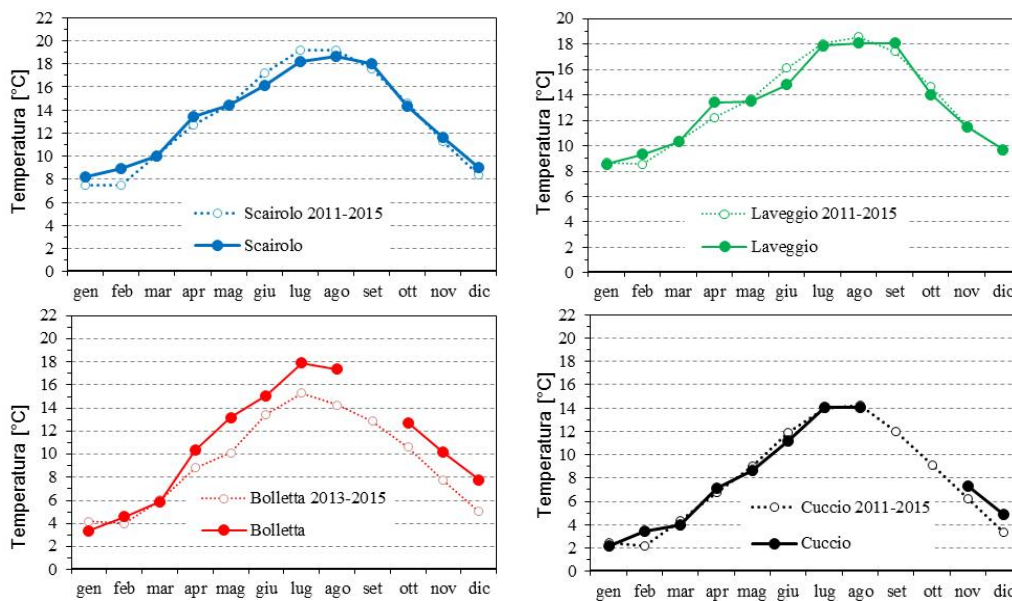 Temperatura [°C]
22
20
18
16
14
12
10
8
6
4
2
0
Scairolo 2011-2015
Scairolo
gen feb mar apr mag giu lug ago set ott nov dic
Temperatura [°C]
20
18
16
14
12
10
8
6
4
2
0
Laveggio 2011-2015
Laveggio
gen feb mar apr mag giu lug ago set ott nov dic
Temperatura [°C]
22
20
18
16
14
12
10
8
6
4
2
0
Bolletta 2013-2015
Bolletta
gen feb mar apr mag giu lug ago set ott nov dic
Temperatura [°C]
22
20
18
16
14
12
10
8
6
4
2
0
Cuccio 2011-2015
Cuccio
gen feb mar apr mag giu lug ago set ott nov dic